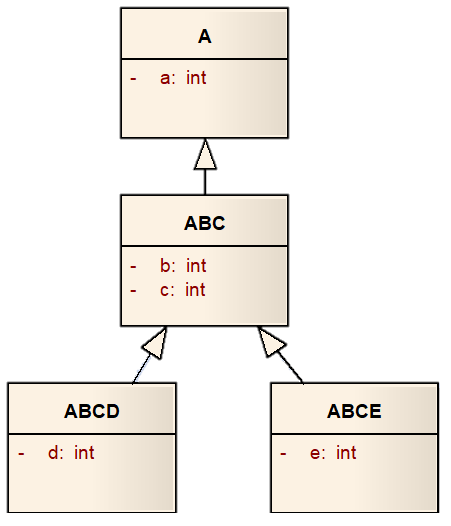 A
- a: int
ABC
- b: int
- c: int
ABCD
- d: int
ABCE
- e: int